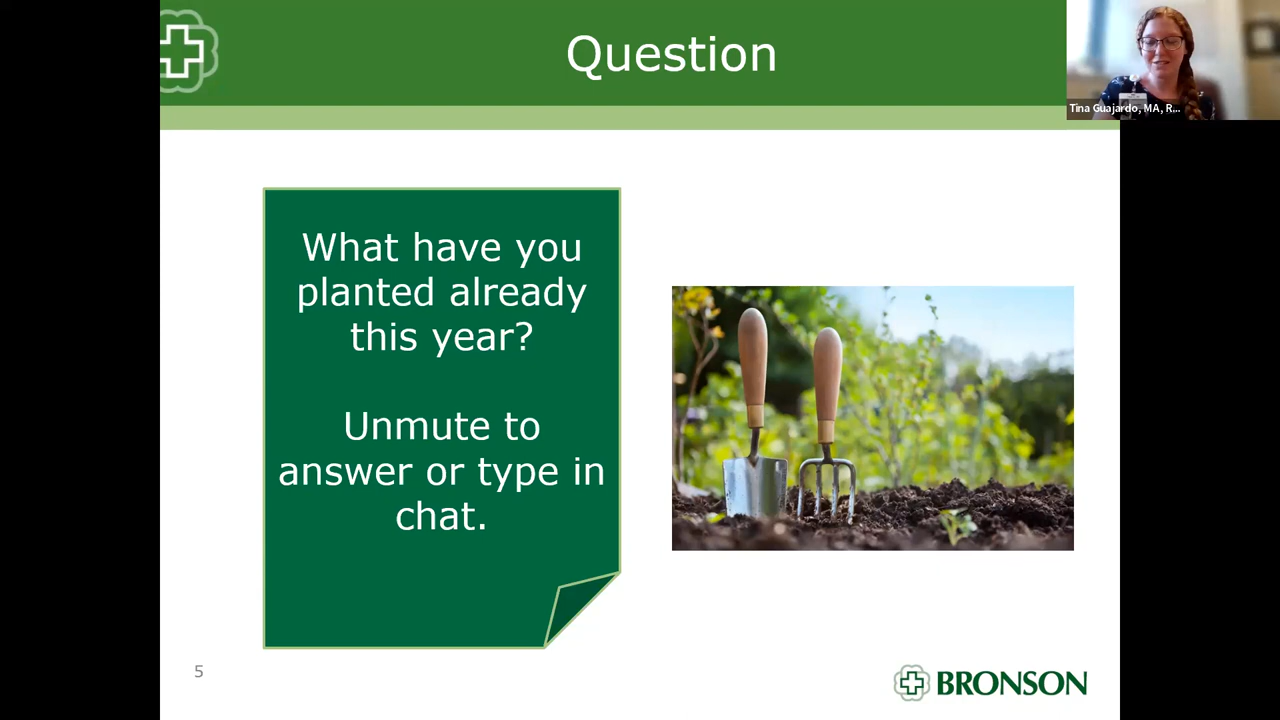 Question
Tina Guajardo, MA, R...
What have you
planted already
this year?
Unmute to
answer or type in
chat.
5
BRONSON